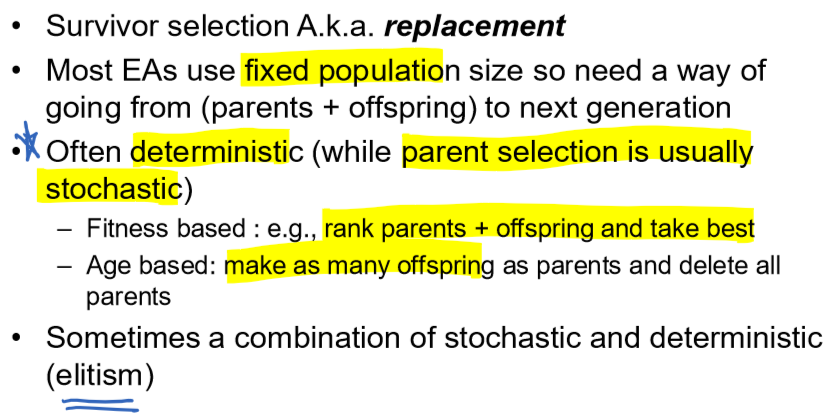 • Survivor selection A.k.a. replacement
• Most EAs use fixed population size so need a way of
going from (parents + offspring) to next generation
• Often deterministic (while parent selection is usually
stochastic)
– Fitness based : e.g., rank parents + offspring and take best
– Age based: make as many offspring as parents and delete all
parents
• Sometimes a combination of stochastic and deterministic
(elitism)